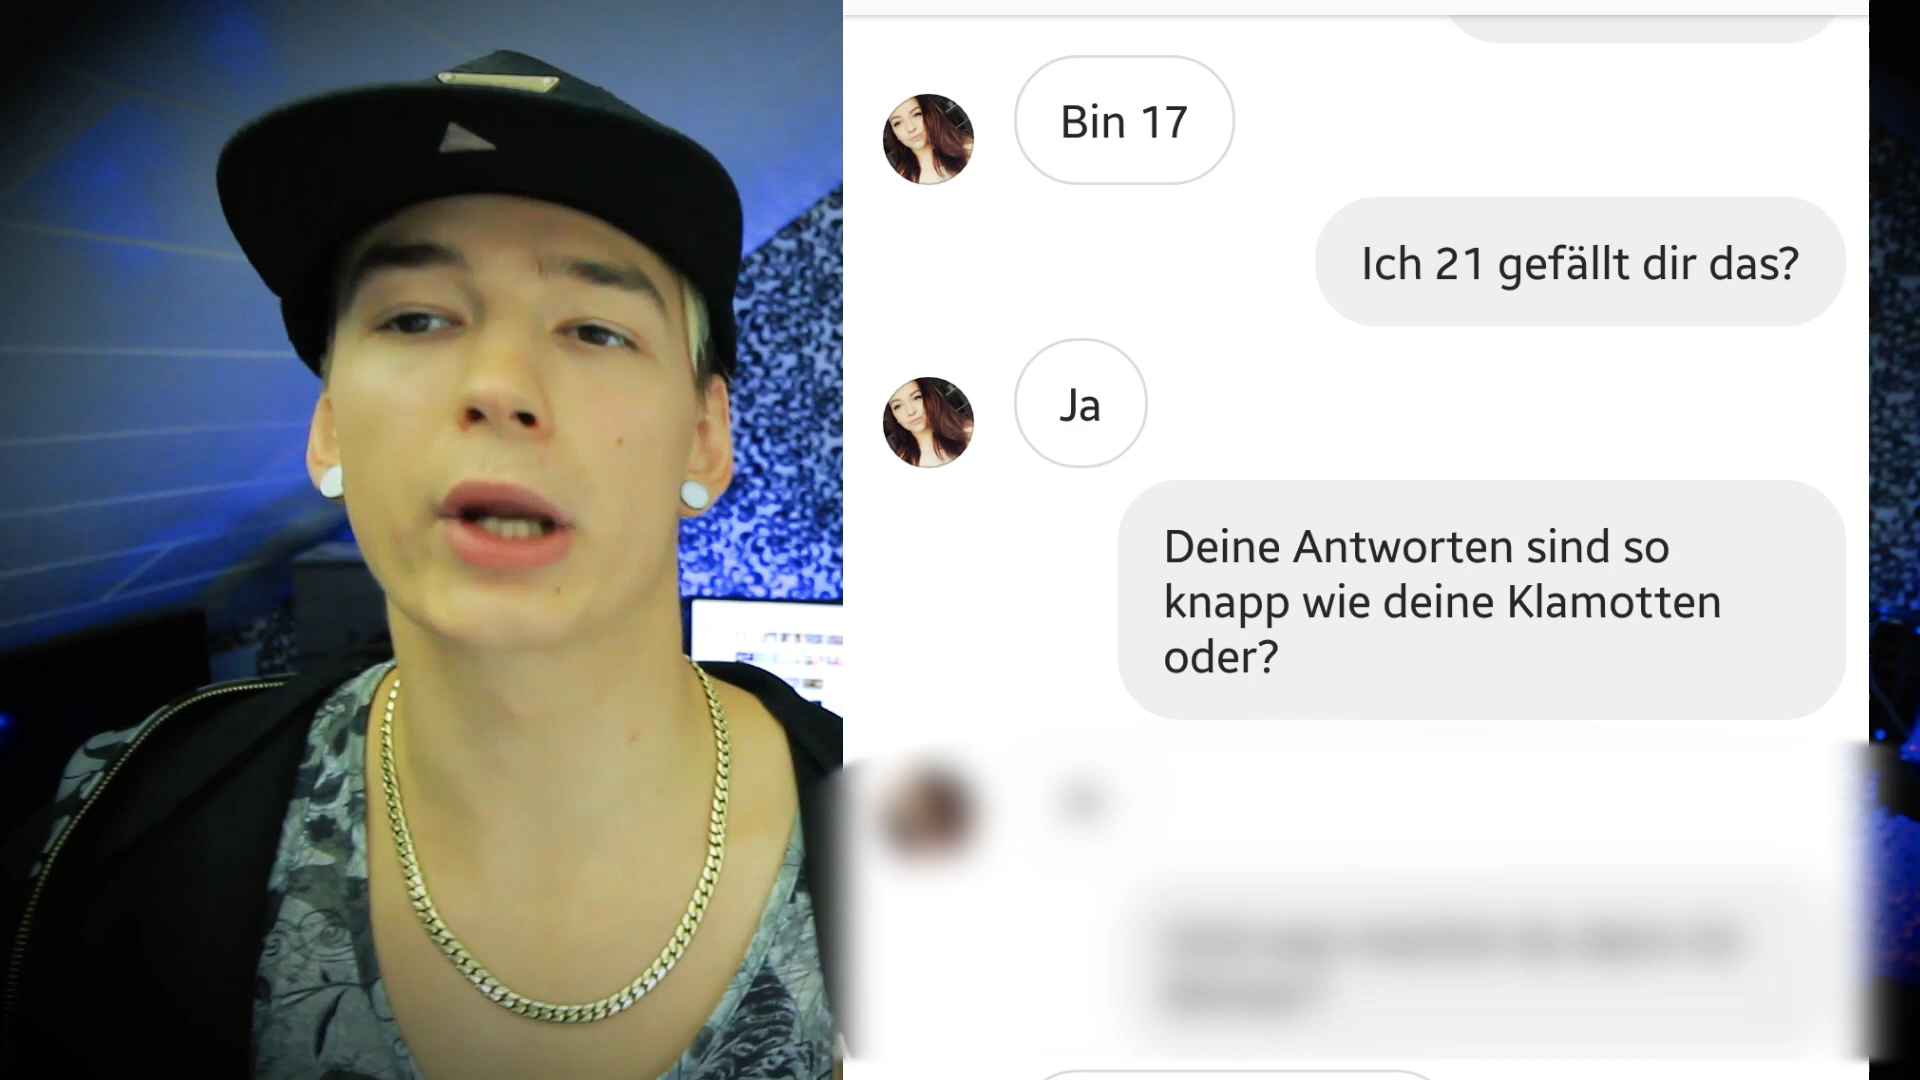 Bin 17
Ich 21 gefällt dir das?
Ja
Deine Antworten sind so
knapp wie deine Klamotten
oder?